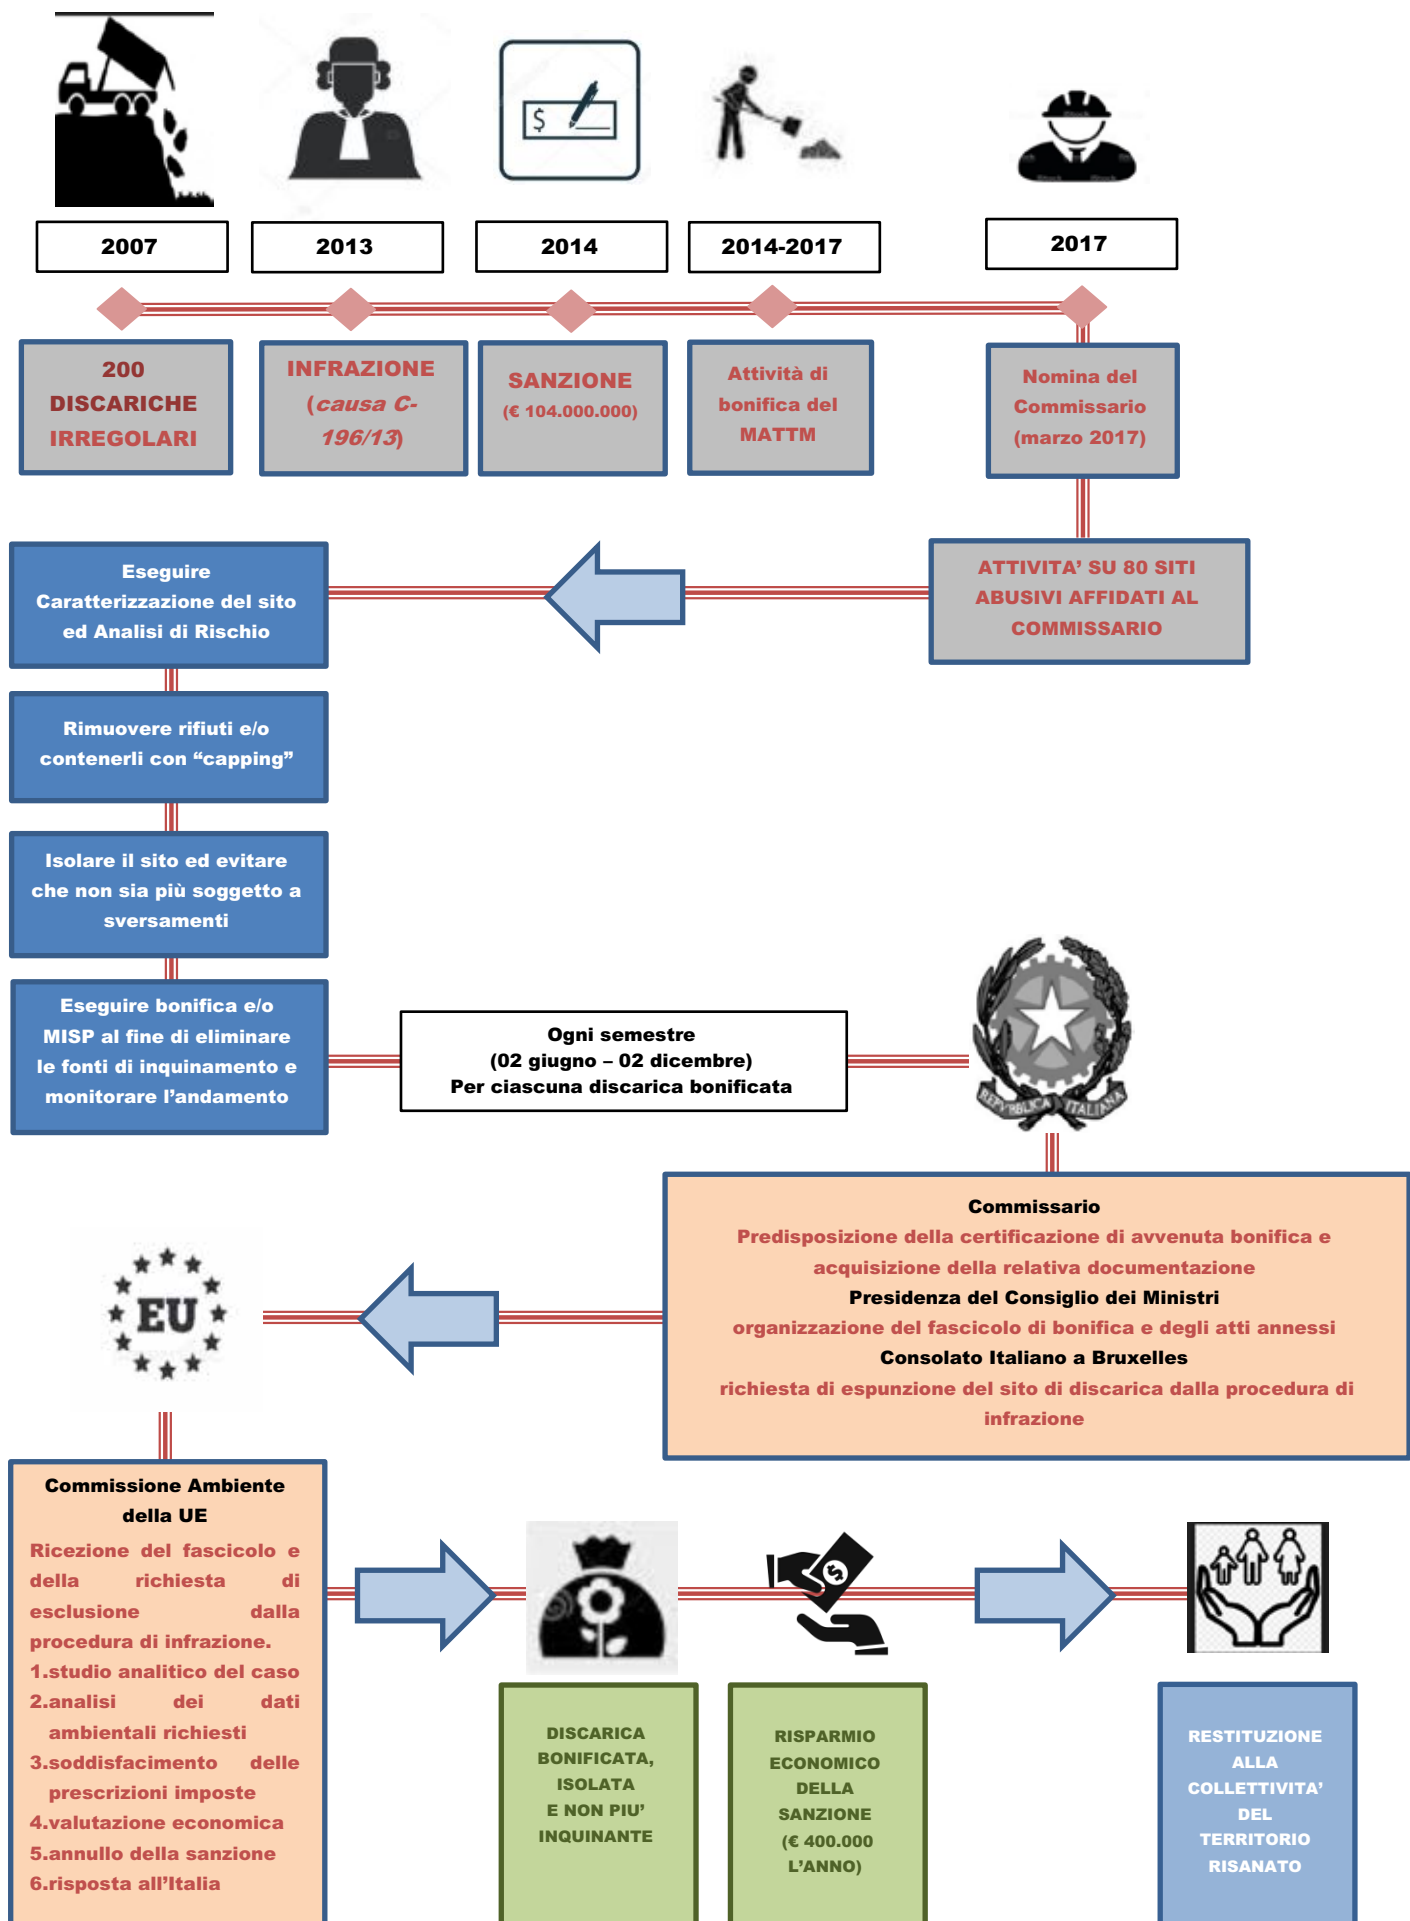 2007
2013
2014
2014-2017
2017
200
DISCARICHE
IRREGOLARI
INFRAZIONE
(causa C-
196/13)
SANZIONE
(€ 104.000.000)
Attività di
bonifica del
MATTM
Nomina del
Commissario
(marzo 2017)
Eseguire
Caratterizzazione del sito
ed Analisi di Rischio
ATTIVITA’ SU 80 SITI
ABUSIVI AFFIDATI AL
COMMISSARIO
Rimuovere rifiuti e/o
contenerli con “capping”
Isolare il sito ed evitare
che non sia più soggetto a
sversamenti
Eseguire bonifica e/o
MISP al fine di eliminare
le fonti di inquinamento e
monitorare l’andamento
Ogni semestre
(02 giugno – 02 dicembre)
Per ciascuna discarica bonificata
REPVBBLICA ITALIANA
Commissario
Predisposizione della certificazione di avvenuta bonifica e
acquisizione della relativa documentazione
Presidenza del Consiglio dei Ministri
organizzazione del fascicolo di bonifica e degli atti annessi
Consolato Italiano a Bruxelles
richiesta di espunzione del sito di discarica dalla procedura di
infrazione
EU
Commissione Ambiente
della UE
Ricezione del fascicolo e
della richiesta di
esclusione dalla
procedura di infrazione.
1.studio analitico del caso
2.analisi dei dati
ambientali richiesti
3.soddisfacimento delle
prescrizioni imposte
4.valutazione economica
5.annullo della sanzione
6.risposta all’Italia
DISCARICA
BONIFICATA,
ISOLATA
E NON PIU’
INQUINANTE
RISPARMIO
ECONOMICO
DELLA
SANZIONE
(€ 400.000
L’ANNO)
RESTITUZIONE
ALLA
COLLETTIVITA’
DEL
TERRITORIO
RISANATO